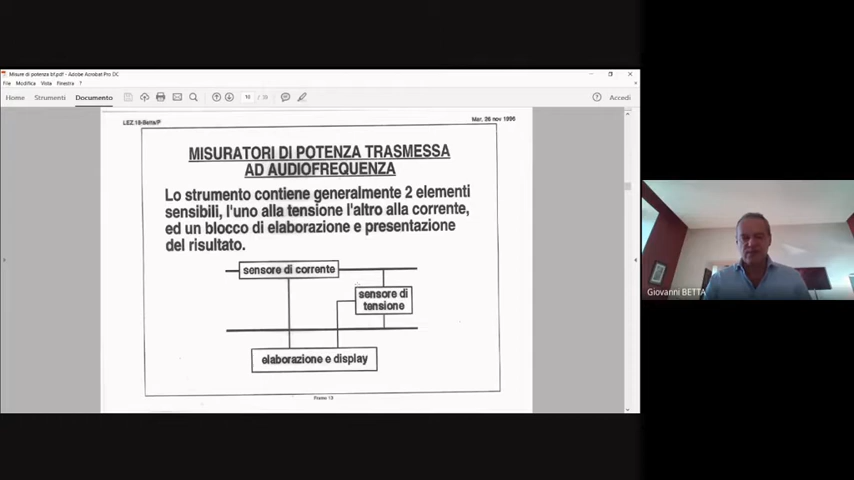 Misure di potenza bf.pdf - Adobe Acrobat Pro DC
File Modifica Vista Finestra ?
Home Strumenti Documento
Accedi
LEZ.18-Betta/P
Mar. 26 nov 1996
MISURATORI DI POTENZA TRASMESSA
AD AUDIOFREQUENZA
Lo strumento contiene generalmente 2 elementi
sensibili, l'uno alla tensione l'altro alla corrente,
ed un blocco di elaborazione e presentazione
del risultato.
sensore di corrente
sensore di
tensione
elaborazione e display
Giovanni BETTA